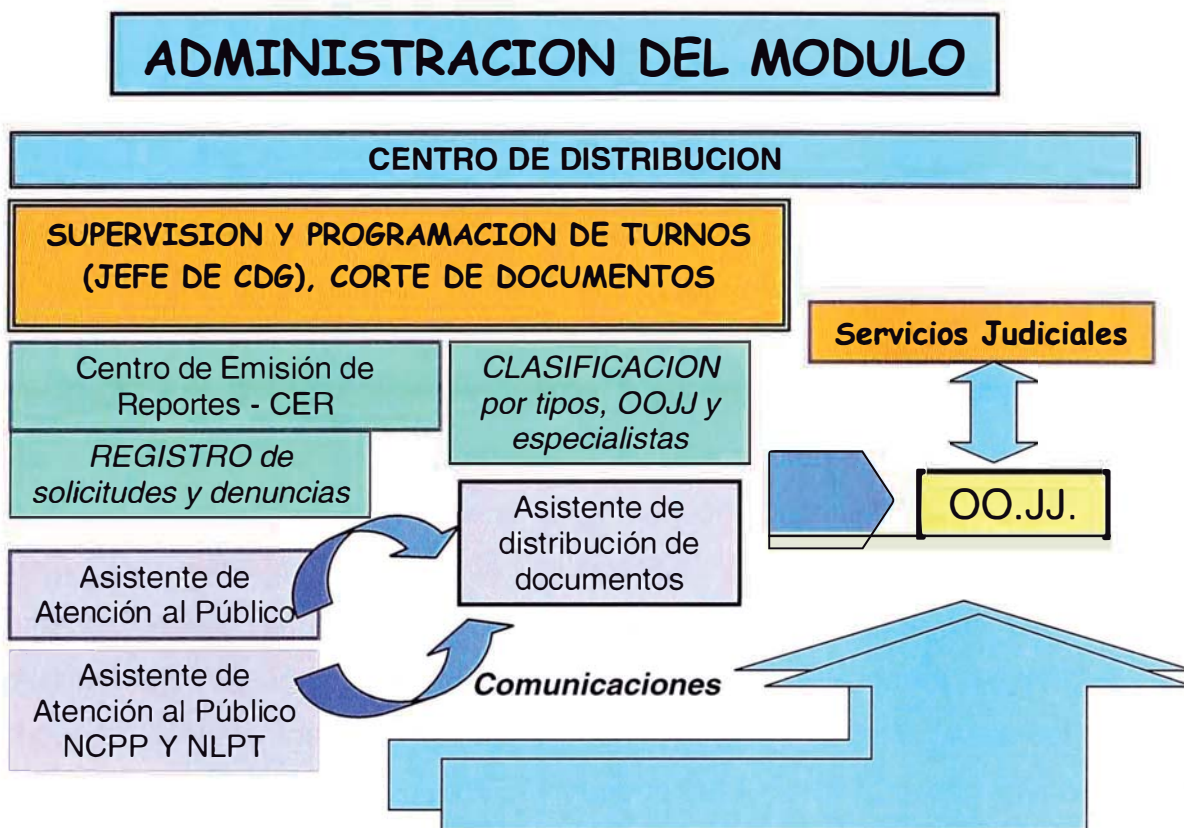 ADMINISTRACION DEL MODULO
CENTRO DE DISTRIBUCION
SUPERVISION Y PROGRAMACION DE TURNOS
(JEFE DE CDG), CORTE DE DOCUMENTOS
Servicios Judiciales
Centro de Emisión de
Reportes - CER
CLASIFICACION
por tipos, OOJJ y
especialistas
REGISTRO de
solicitudes y denuncias
OO.JJ.
Asistente de
distribución de
documentos
Asistente de
Atención al Público
Asistente de
Atención al Público
NCPP Y NLPT
Comunicaciones